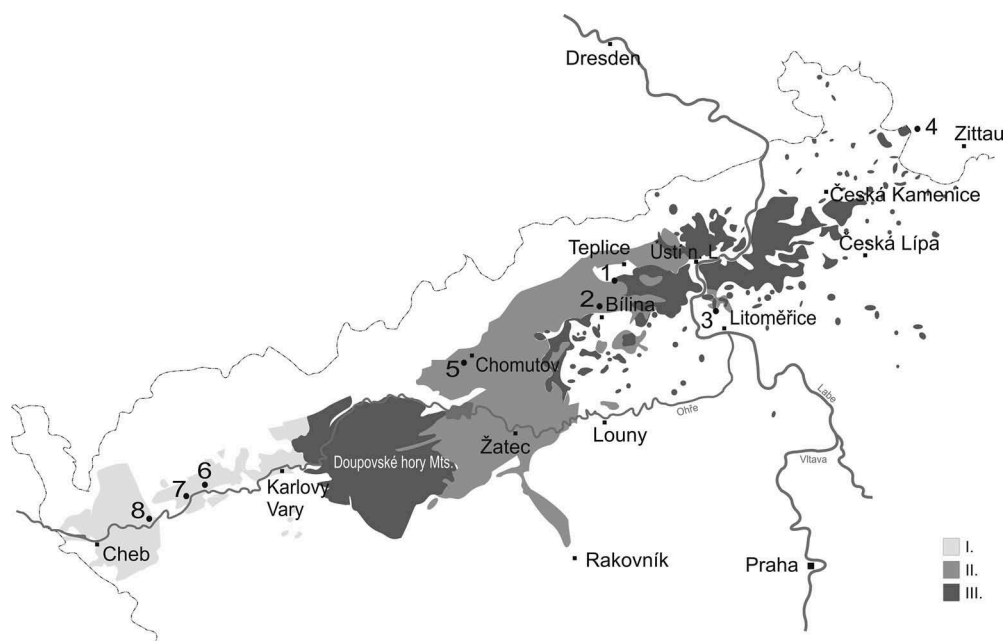 Dresden
4
Zittau
Česká Kamenice
Teplice
Ústí n. L
Česká Lípa
1
2
Bílina
3
Litoměřice
5
Chomutov
Ohře
Labe
Louny
Žatec
Vltava
Doupovské hory Mts.
6
7
Karlovy
Vary
8
Cheb
Rakovník
Praha
I.
II.
III.